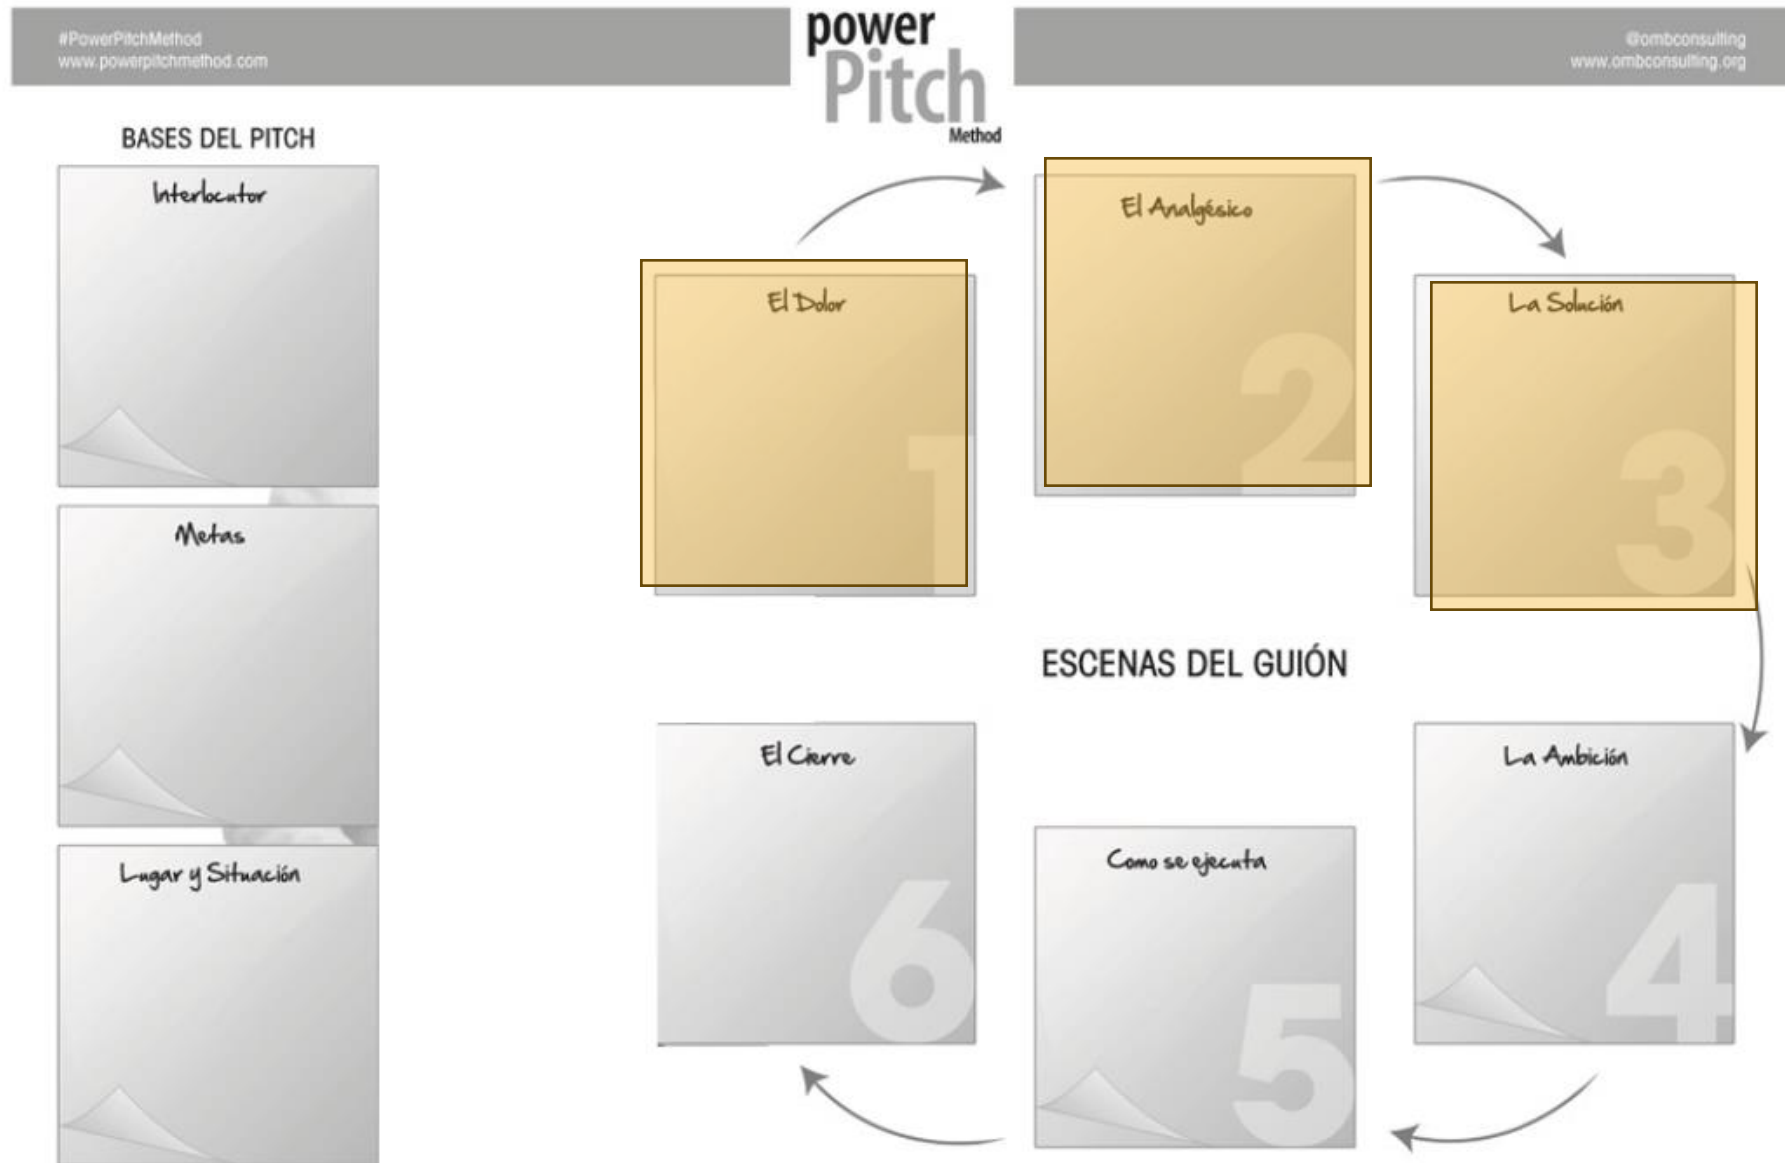 #PowerPitchMethod
www.powerpitchmethod.com
power
Pitch
Method
@ombconsulting
www.ombconsulting.org
BASES DEL PITCH
Interlocutor
Metas
Lugar y Situación
El Dolor
1
El Analgésico
2
La Solución
3
ESCENAS DEL GUIÓN
La Ambición
4
Como se ejecuta
5
El Cierre
6